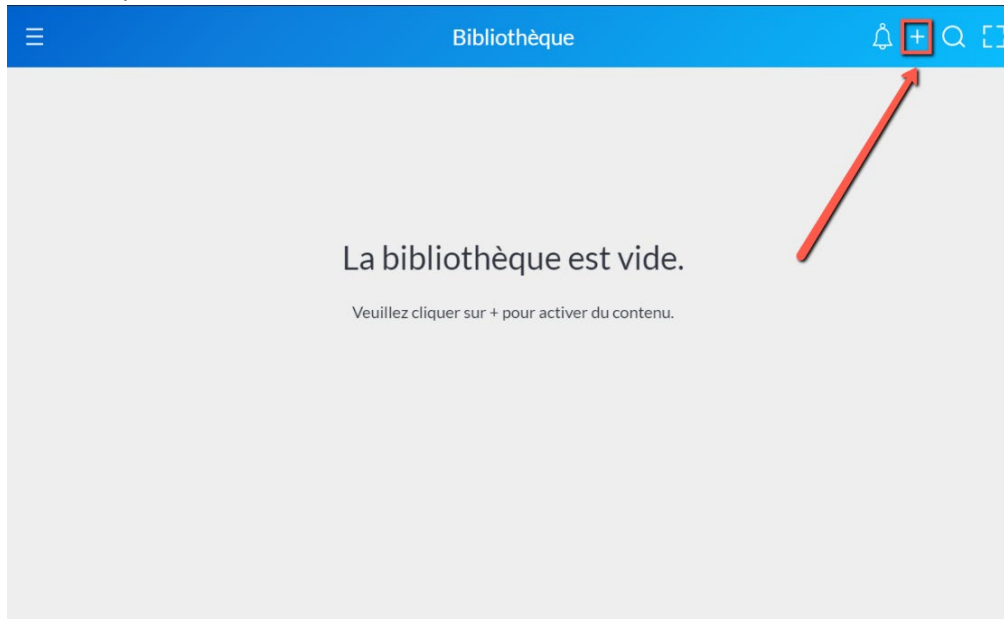 Bibliothèque
La bibliothèque est vide.
Veuillez cliquer sur + pour activer du contenu.